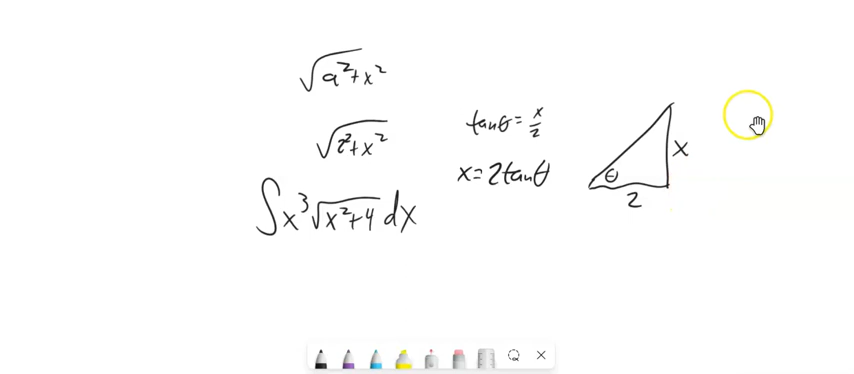 √a²+x²
√2²+x²
∫x³√x²+4 dx
tanθ = x/2
x=2tanθ
θ
x
2